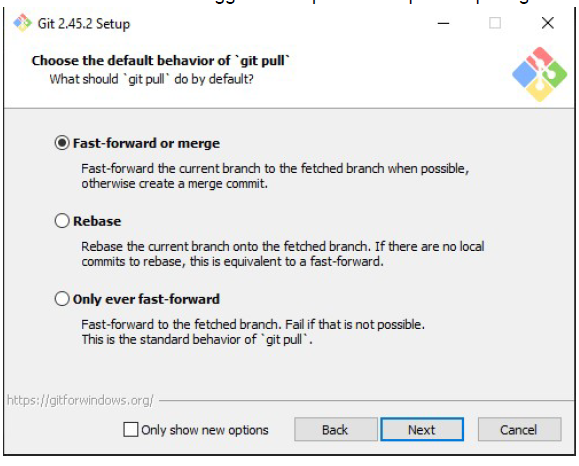 Git 2.45.2 Setup
Choose the default behavior of `git pull`
What should `git pull` do by default?
Fast-forward or merge
Fast-forward the current branch to the fetched branch when possible,
otherwise create a merge commit.
Rebase
Rebase the current branch onto the fetched branch. If there are no local
commits to rebase, this is equivalent to a fast-forward.
Only ever fast-forward
Fast-forward to the fetched branch. Fail if that is not possible.
This is the standard behavior of `git pull`.
https://gitforwindows.org/
Only show new options Back Next Cancel